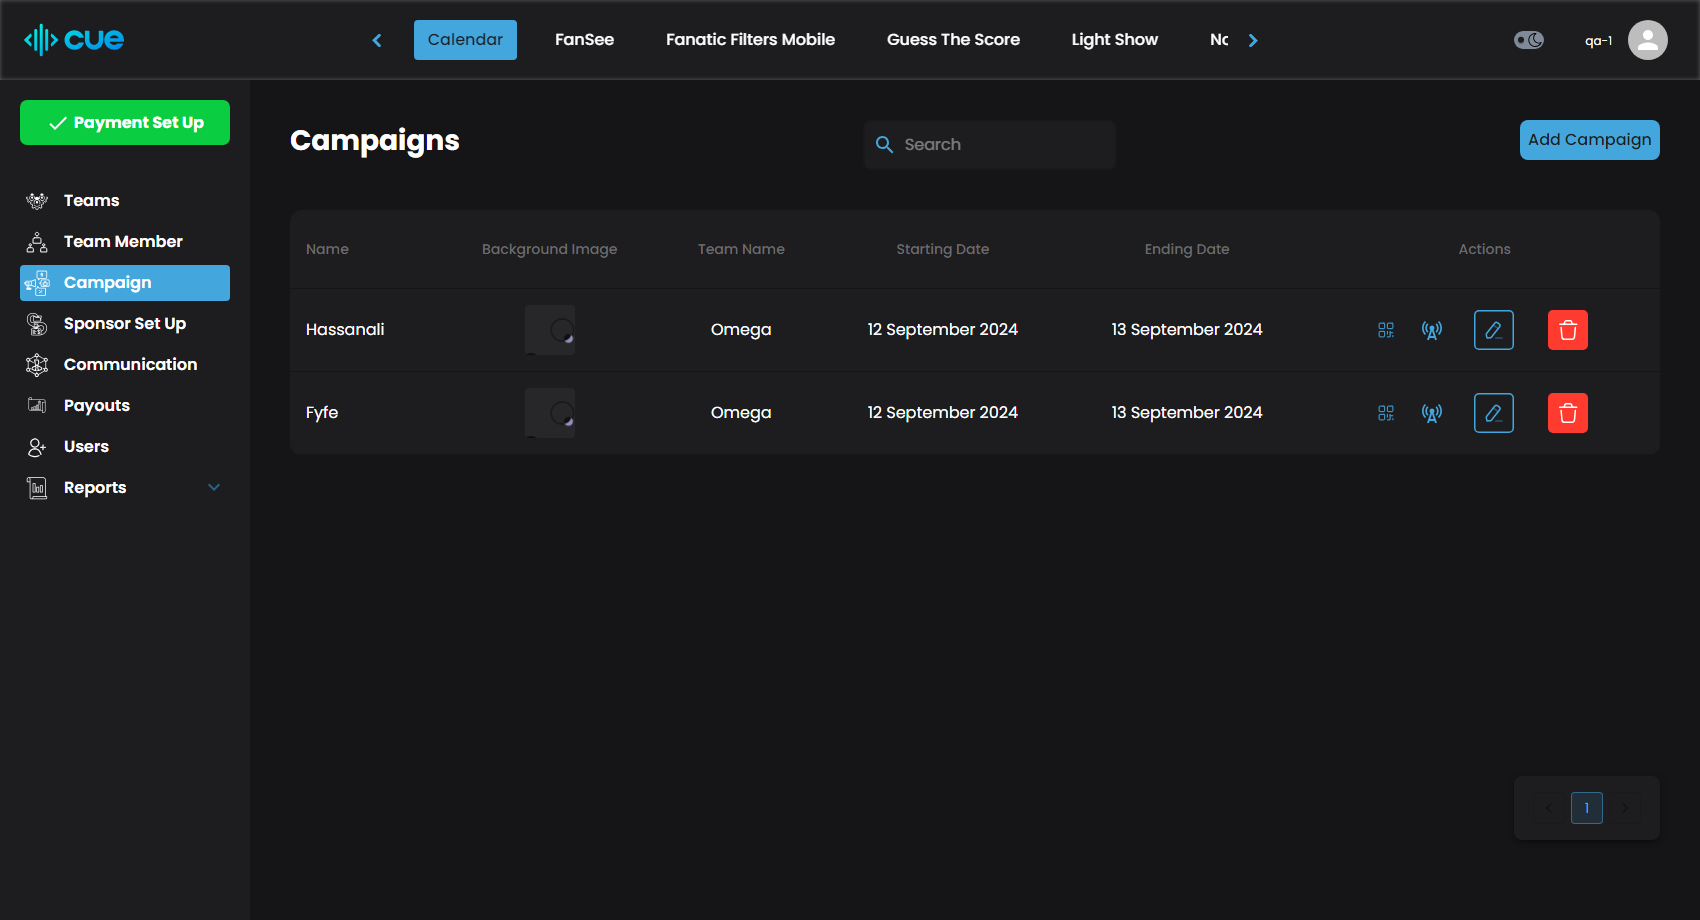 cue
Calendar
FanSee
Fanatic Filters Mobile
Guess The Score
Light Show
qa-1
Payment Set Up
Teams
Team Member
Campaign
Sponsor Set Up
Communication
Payouts
Users
Reports
Campaigns
Search
Add Campaign
Name Background Image Team Name Starting Date Ending Date Actions
Hassanali Omega 12 September 2024 13 September 2024
Fyfe Omega 12 September 2024 13 September 2024
1